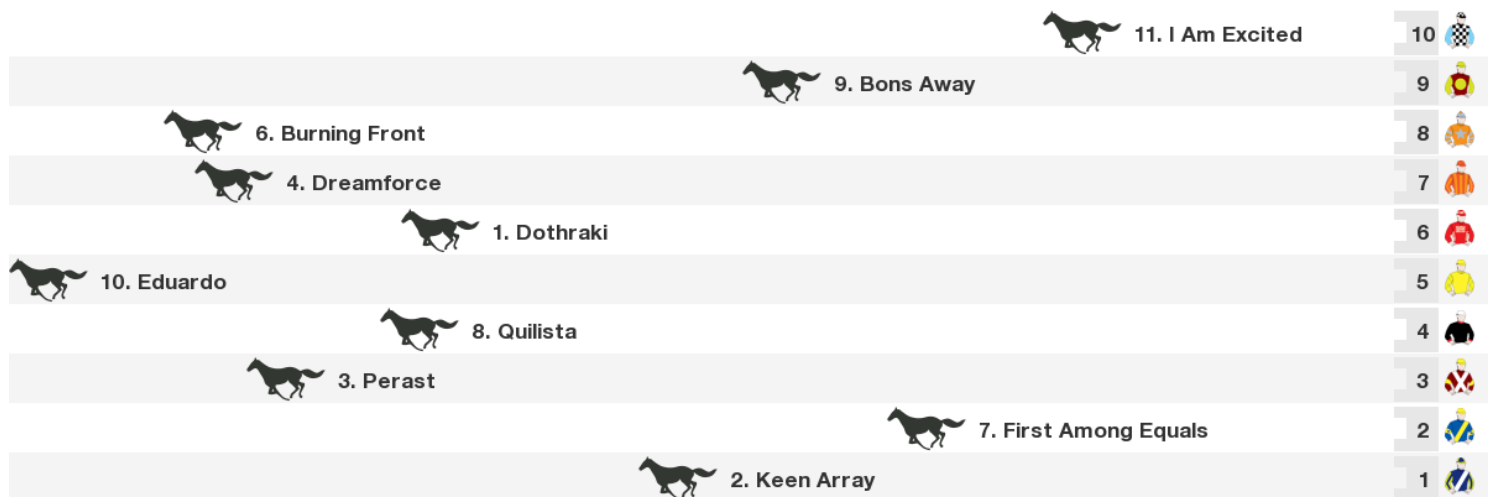 11. I Am Excited 10
9. Bons Away 9
6. Burning Front 8
4. Dreamforce 7
1. Dothraki 6
10. Eduardo 5
8. Quilista 4
3. Perast 3
7. First Among Equals 2
2. Keen Array 1